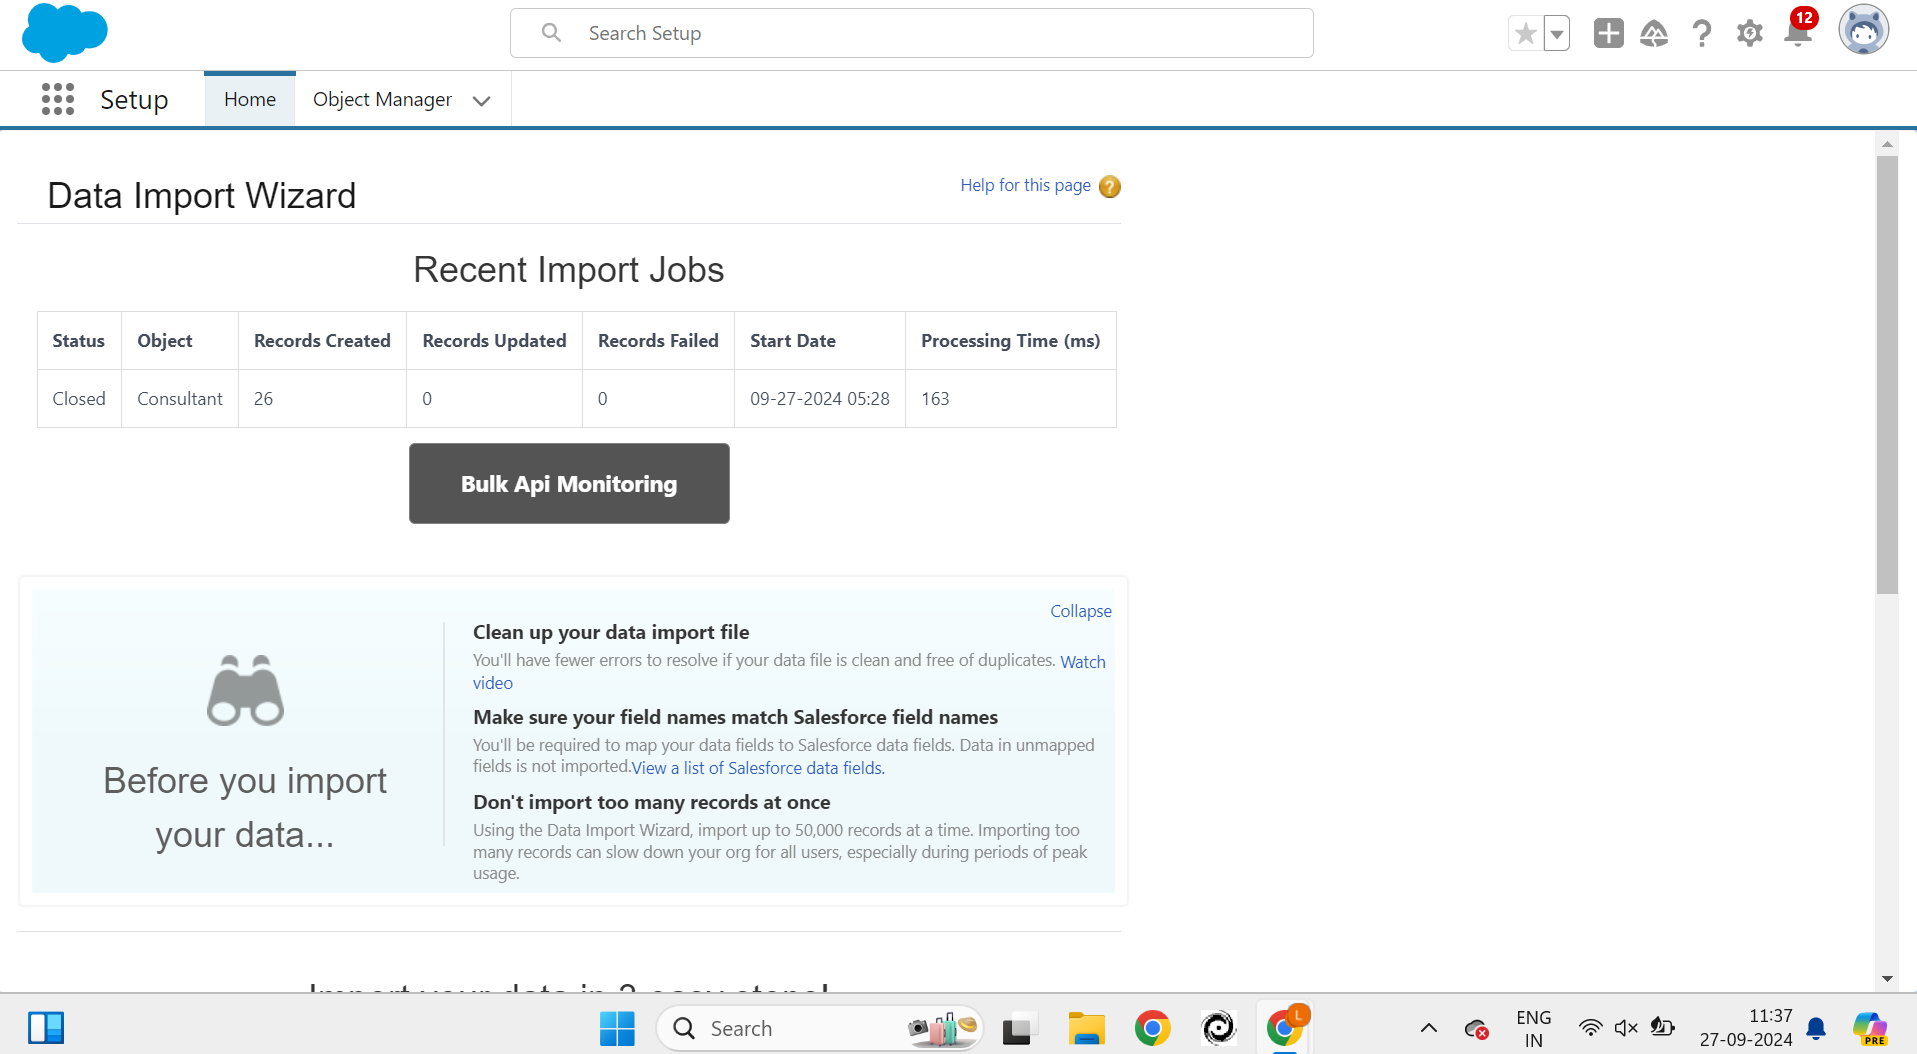 Search Setup
12
Setup
Home
Object Manager
Data Import Wizard
Help for this page
Recent Import Jobs
Status Object Records Created Records Updated Records Failed Start Date Processing Time (ms)
Closed Consultant 26 0 0 09-27-2024 05:28 163
Bulk Api Monitoring
Collapse
Before you import
your data...
Clean up your data import file
You'll have fewer errors to resolve if your data file is clean and free of duplicates. Watch
video
Make sure your field names match Salesforce field names
You'll be required to map your data fields to Salesforce data fields. Data in unmapped
fields is not imported.View a list of Salesforce data fields.
Don't import too many records at once
Using the Data Import Wizard, import up to 50,000 records at a time. Importing too
many records can slow down your org for all users, especially during periods of peak
usage.
Import your data in 3 easy steps!
Search
L
ENG
IN
11:37
27-09-2024
PRE